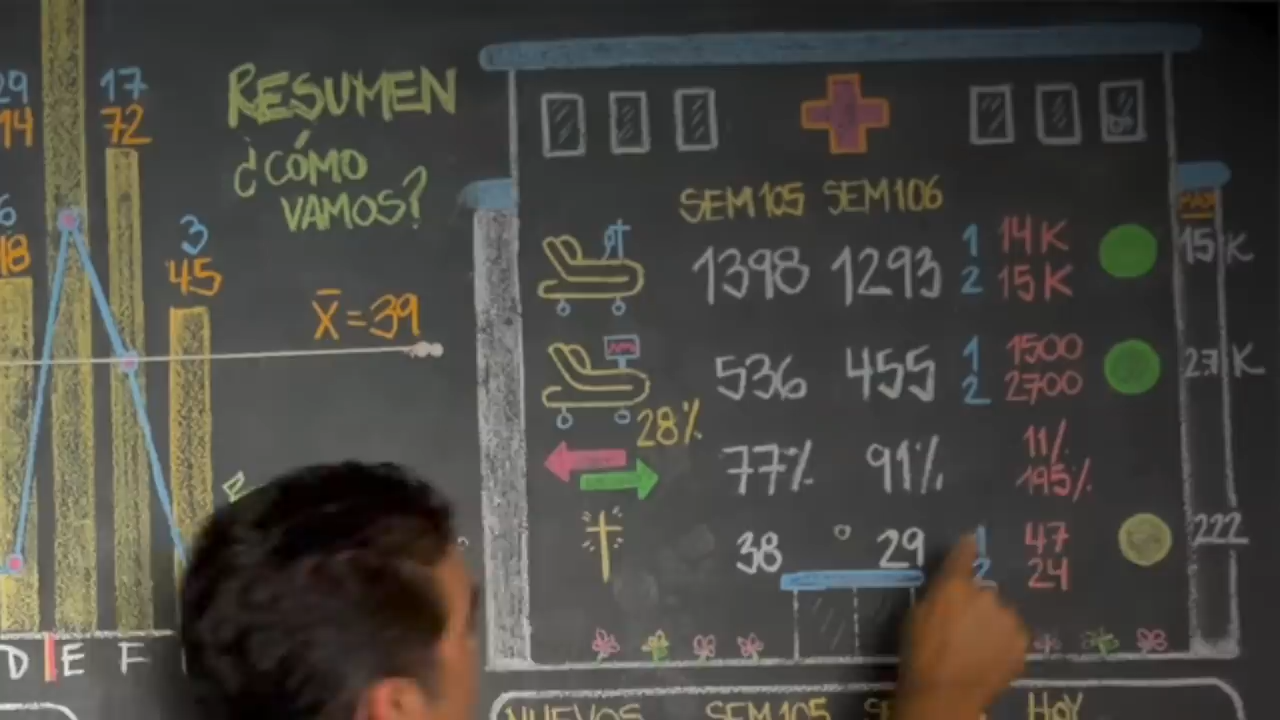 29 17
14 72
6
18
3
45
X̄=39
D E F
RESUMEN
¿CÓMO
VAMOS?
SEM105 SEM106
1398 1293 1 14K
2 15K
15K
536 455 1 1500
2 2700
27K
28%
77% 91% 11%
195%
38 29 1 47
2 24
222
NUEVOS SEM105 HOY